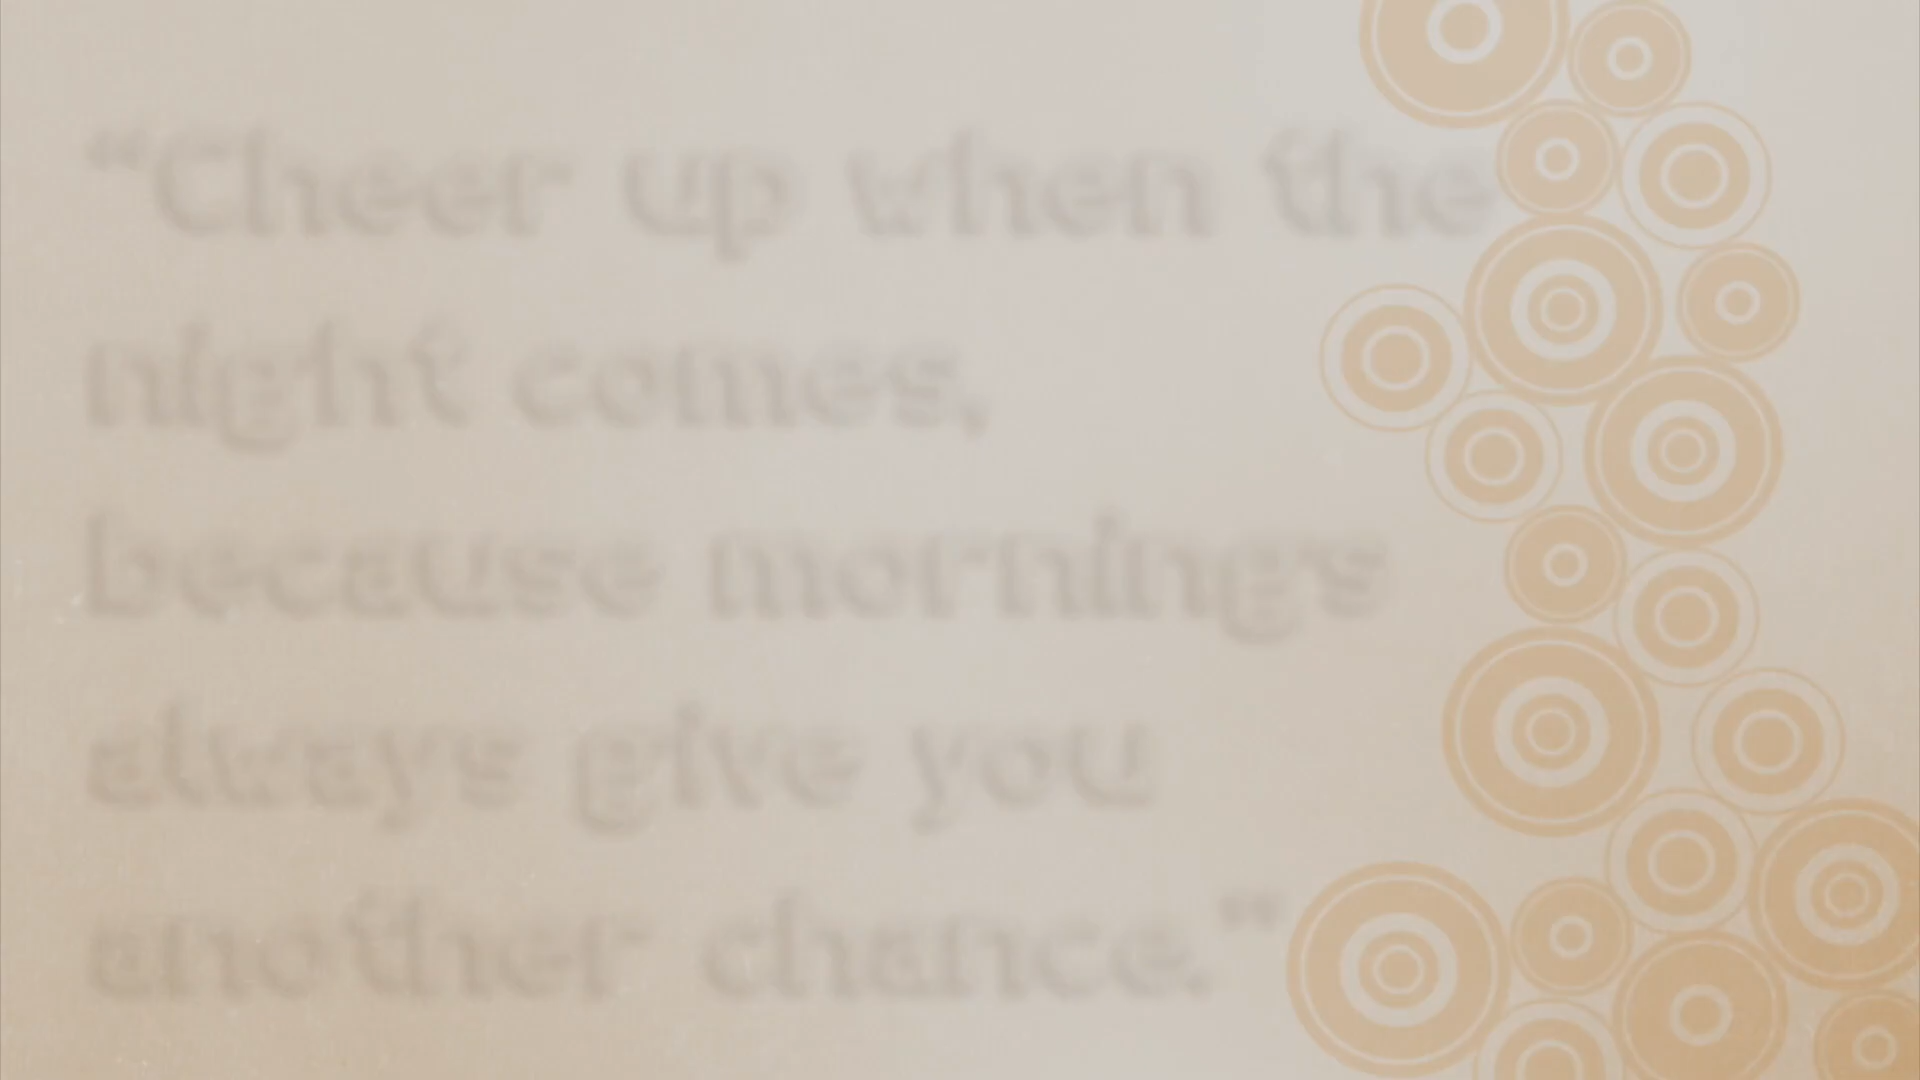 “Cheer up when the
night comes,
because mornings
always give you
another chance.”